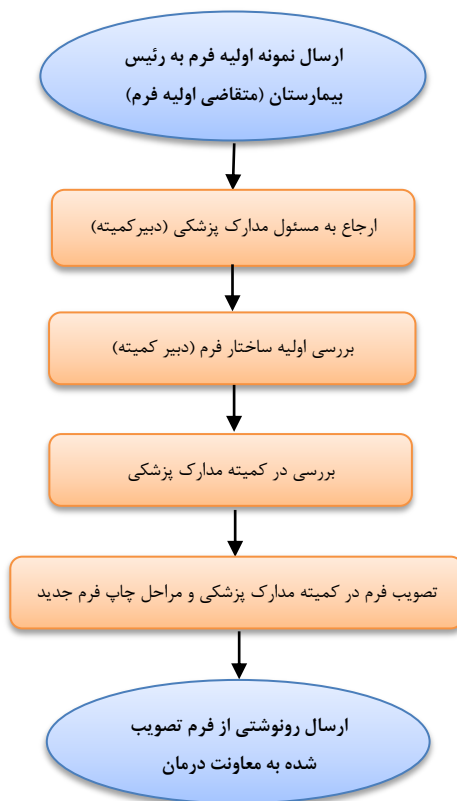 ارسال نمونه اولیه فرم به رئیس
بیمارستان (متقاضی اولیه فرم)
ارجاع به مسئول مدارک پزشکی (دبیرکمیته)
بررسی اولیه ساختار فرم (دبیر کمیته)
بررسی در کمیته مدارک پزشکی
تصویب فرم در کمیته مدارک پزشکی و مراحل چاپ فرم جدید
ارسال رونوشتی از فرم تصویب
شده به معاونت درمان